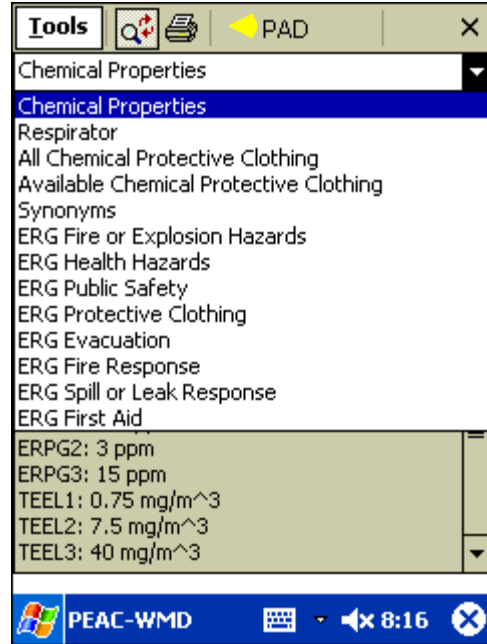 Tools PAD
Chemical Properties
Chemical Properties
Respirator
All Chemical Protective Clothing
Available Chemical Protective Clothing
Synonyms
ERG Fire or Explosion Hazards
ERG Health Hazards
ERG Public Safety
ERG Protective Clothing
ERG Evacuation
ERG Fire Response
ERG Spill or Leak Response
ERG First Aid
ERPG2: 3 ppm
ERPG3: 15 ppm
TEEL1: 0.75 mg/m^3
TEEL2: 7.5 mg/m^3
TEEL3: 40 mg/m^3
PEAC-WMD 8:16